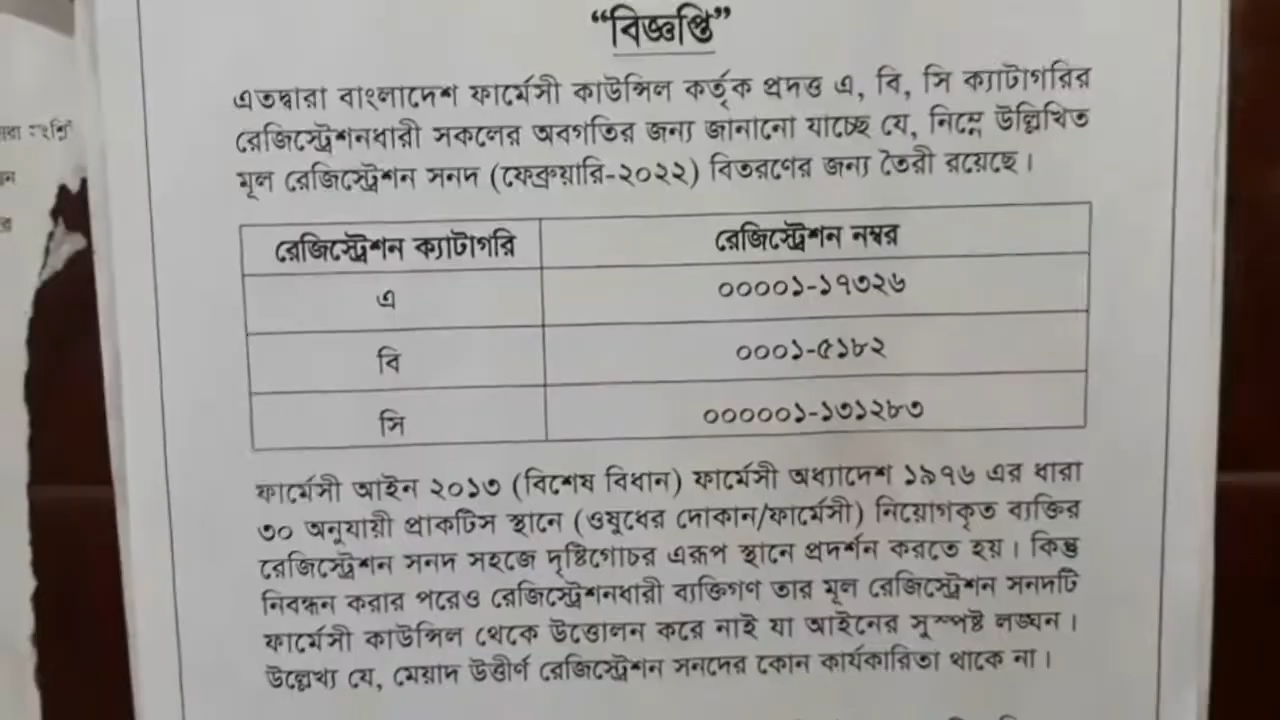 “বিজ্ঞপ্তি”
এতদ্বারা বাংলাদেশ ফার্মেসী কাউন্সিল কর্তৃক প্রদত্ত এ, বি, সি ক্যাটাগরির
রেজিস্ট্রেশনধারী সকলের অবগতির জন্য জানানো যাচ্ছে যে, নিম্নে উল্লিখিত
মূল রেজিস্ট্রেশন সনদ (ফেব্রুয়ারি-২০২২) বিতরণের জন্য তৈরী রয়েছে।
রেজিস্ট্রেশন ক্যাটাগরি রেজিস্ট্রেশন নম্বর
এ ০০০০১-১৭৩২৬
বি ০০০১-৫১৮২
সি ০০০০০১-১৩১২৮৩
ফার্মেসী আইন ২০১৩ (বিশেষ বিধান) ফার্মেসী অধ্যাদেশ ১৯৭৬ এর ধারা
৩০ অনুযায়ী প্রাকটিস স্থানে (ওষুধের দোকান/ফার্মেসী) নিয়োগকৃত ব্যক্তির
রেজিস্ট্রেশন সনদ সহজে দৃষ্টিগোচর এরূপ স্থানে প্রদর্শন করতে হয়। কিন্তু
নিবন্ধন করার পরেও রেজিস্ট্রেশনধারী ব্যক্তিগণ তার মূল রেজিস্ট্রেশন সনদটি
ফার্মেসী কাউন্সিল থেকে উত্তোলন করে নাই যা আইনের সুস্পষ্ট লঙ্ঘন।
উল্লেখ্য যে, মেয়াদ উত্তীর্ণ রেজিস্ট্রেশন সনদের কোন কার্যকারিতা থাকে না।